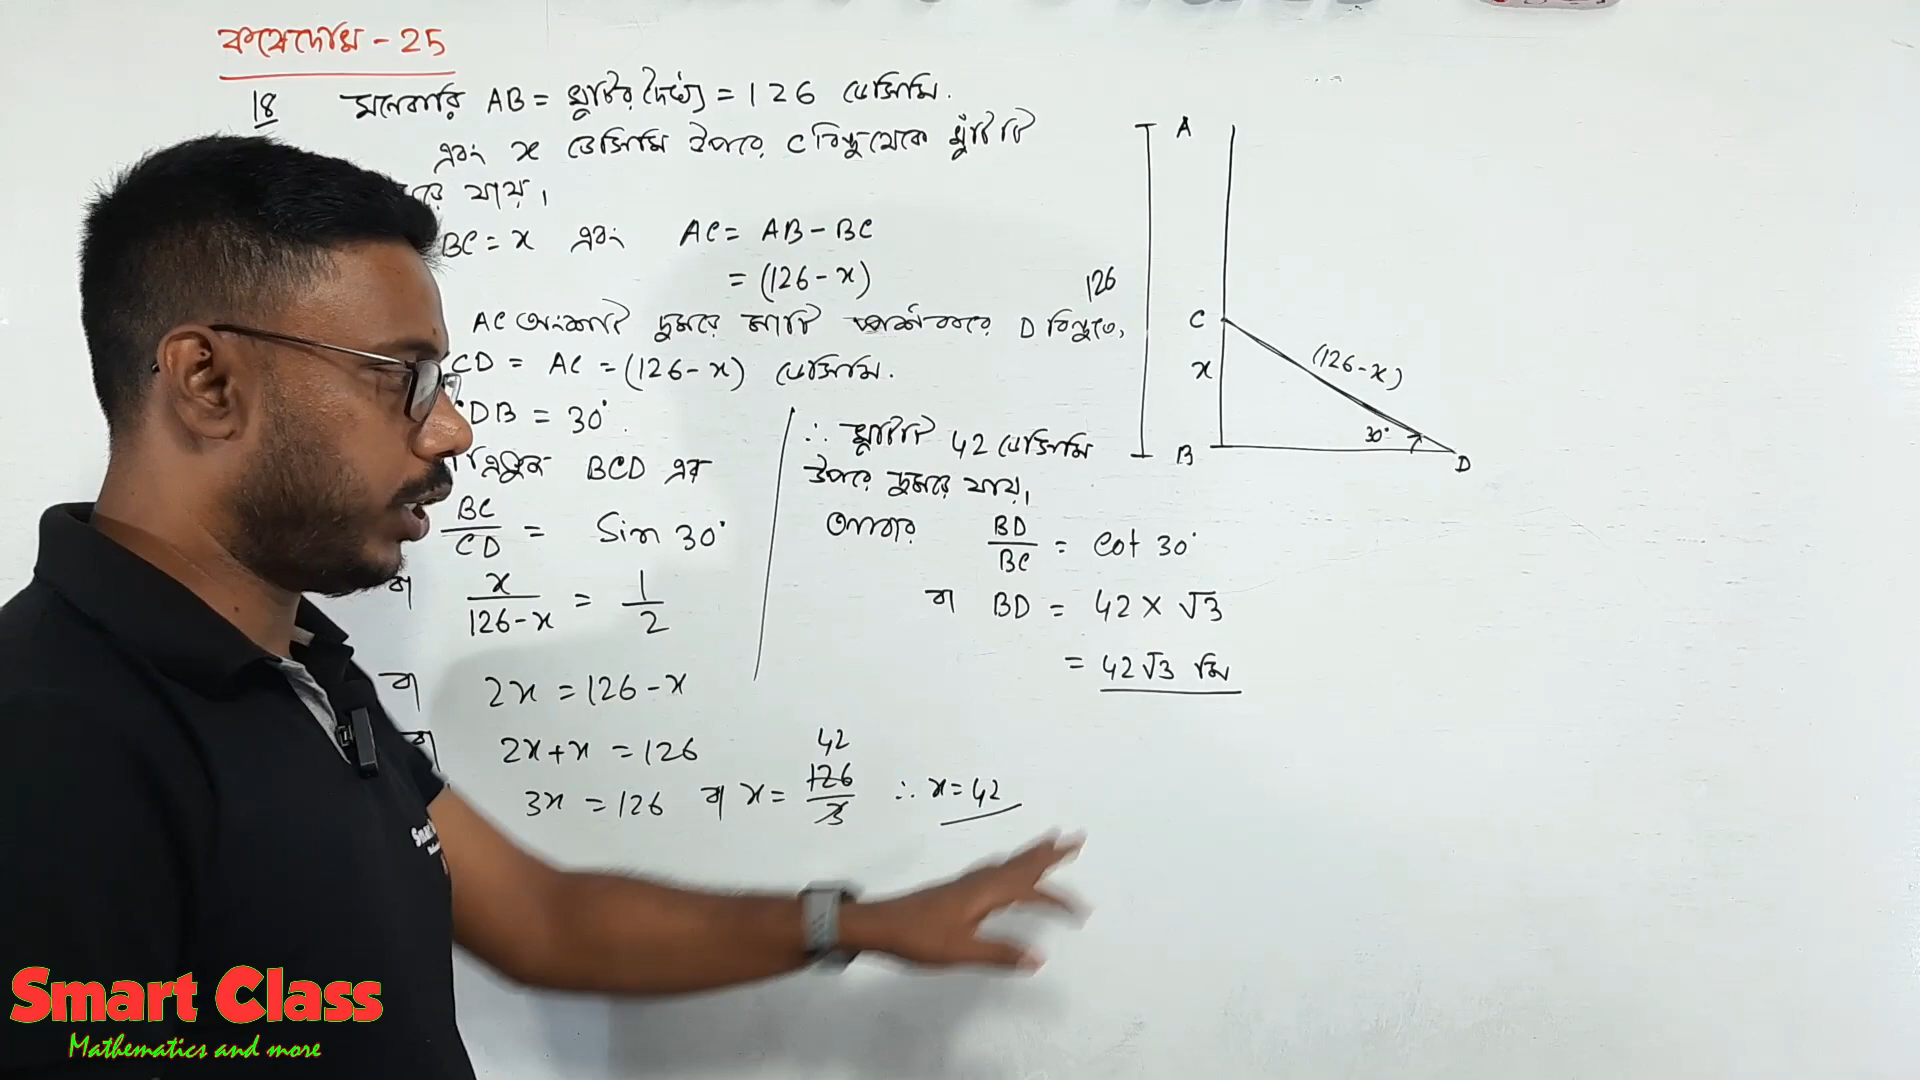 কষে দেখি - 25
18 মনেকরি AB = খুঁটির দৈর্ঘ্য = 126 ডেসিমি.
এবং x ডেসিমি উপরে C বিন্দু থেকে খুঁটিটি
যায়।
BC = x এবং AC = AB - BC
= (126 - x)
AC অংশটি দুমরে মাটি স্পর্শ করে D বিন্দুতে,
CD = AC = (126 - x) ডেসিমি.
DB = 30°.
BCD এর
BC/CD = Sin 30°
বা x/126-x = 1/2
বা 2x = 126 - x
বা 2x + x = 126
3x = 126 বা x = 126/3 42 ∴ x = 42
∴ খুঁটিটি 42 ডেসিমি
উপরে দুমরে যায়।
আবার BD/BC = Cot 30°
বা BD = 42 × √3
= 42√3 মি
A
126
C
x
(126 - x)
30°
B
D
Smart Class
Mathematics and more